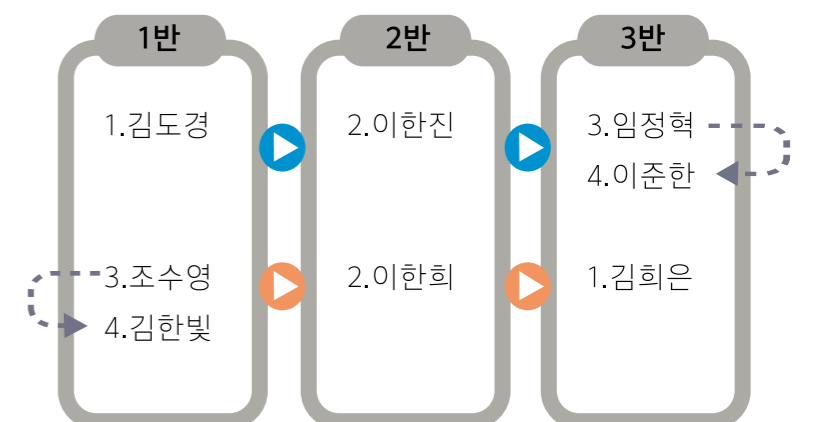 1반
1.김도경
3.조수영
4.김한빛
2반
2.이한진
2.이한희
3반
3.임정혁
4.이준한
1.김희은